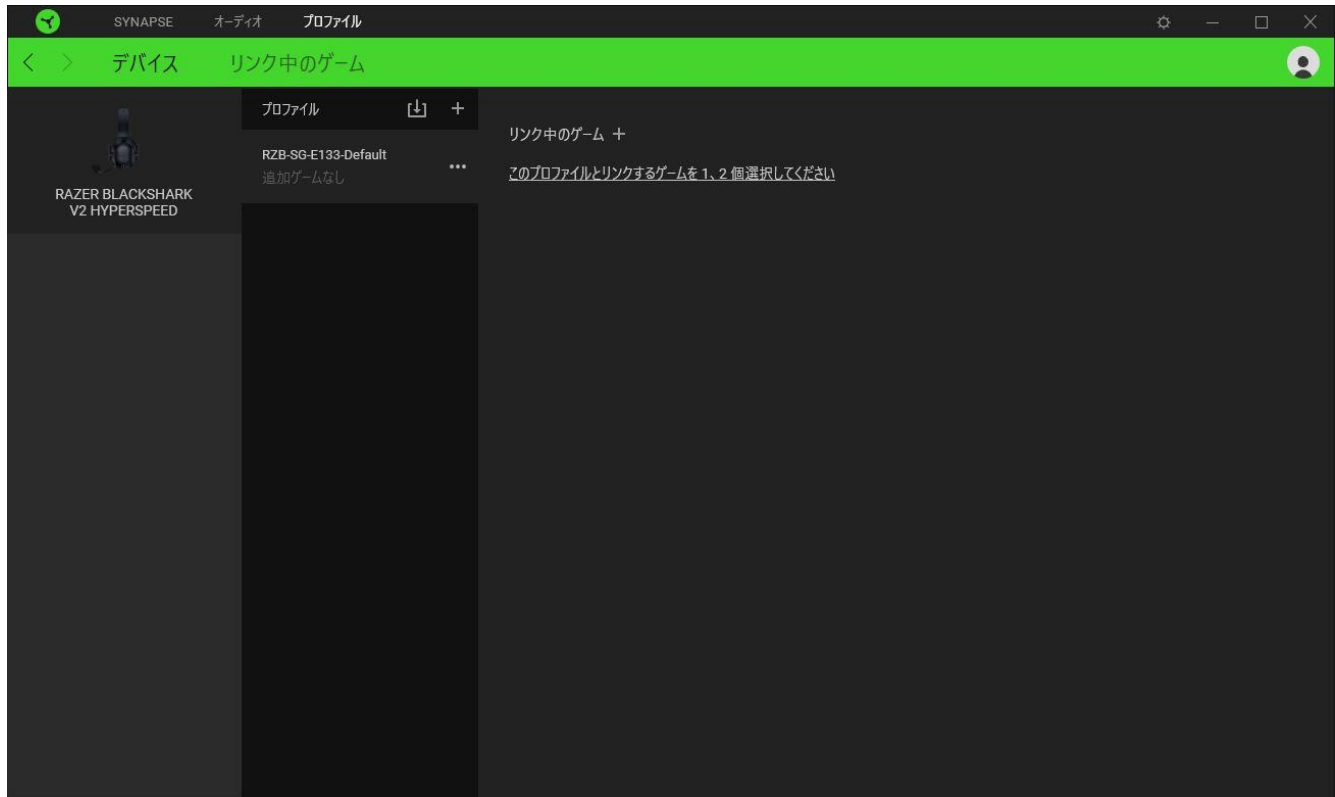 SYNAPSE オーディオ プロファイル
デバイス リンク中のゲーム
RAZER BLACKSHARK
V2 HYPERSPEED
プロファイル
RZB-SG-E133-Default
追加ゲームなし
リンク中のゲーム
このプロファイルとリンクするゲームを 1、2 個選択してください